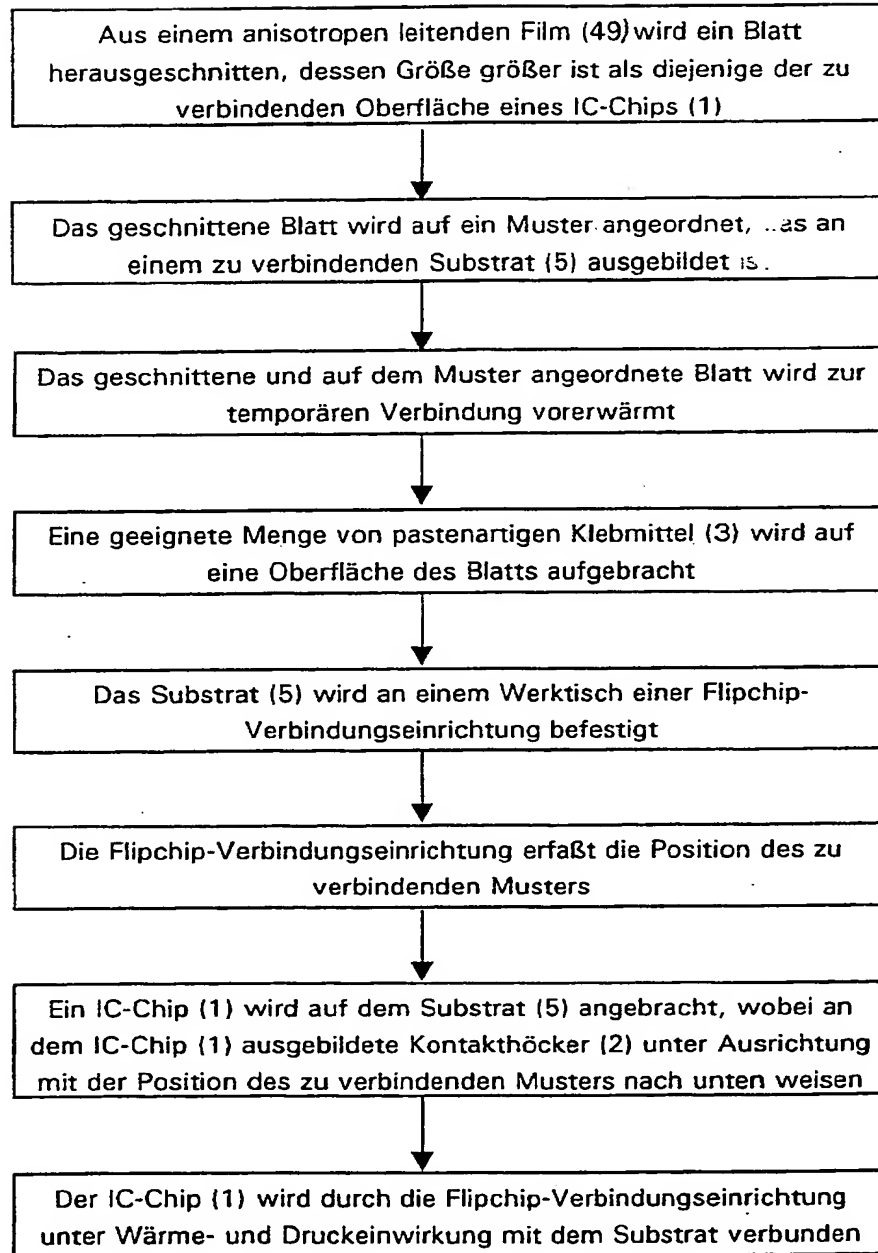 Aus einem anisotropen leitenden Film (49) wird ein Blatt
herausgeschnitten, dessen Größe größer ist als diejenige der zu
verbindenden Oberfläche eines IC-Chips (1)
Das geschnittene Blatt wird auf ein Muster angeordnet, ..as an
einem zu verbindenden Substrat (5) ausgebildet is.
Das geschnittene und auf dem Muster angeordnete Blatt wird zur
temporären Verbindung vorerwärmt
Eine geeignete Menge von pastenartigen Klebmittel (3) wird auf
eine Oberfläche des Blatts aufgebracht
Das Substrat (5) wird an einem Werktisch einer Flipchip-
Verbindungseinrichtung befestigt
Die Flipchip-Verbindungseinrichtung erfaßt die Position des zu
verbindenden Musters
Ein IC-Chip (1) wird auf dem Substrat (5) angebracht, wobei an
dem IC-Chip (1) ausgebildete Kontakthöcker (2) unter Ausrichtung
mit der Position des zu verbindenden Musters nach unten weisen
Der IC-Chip (1) wird durch die Flipchip-Verbindungseinrichtung
unter Wärme- und Druckeinwirkung mit dem Substrat verbunden